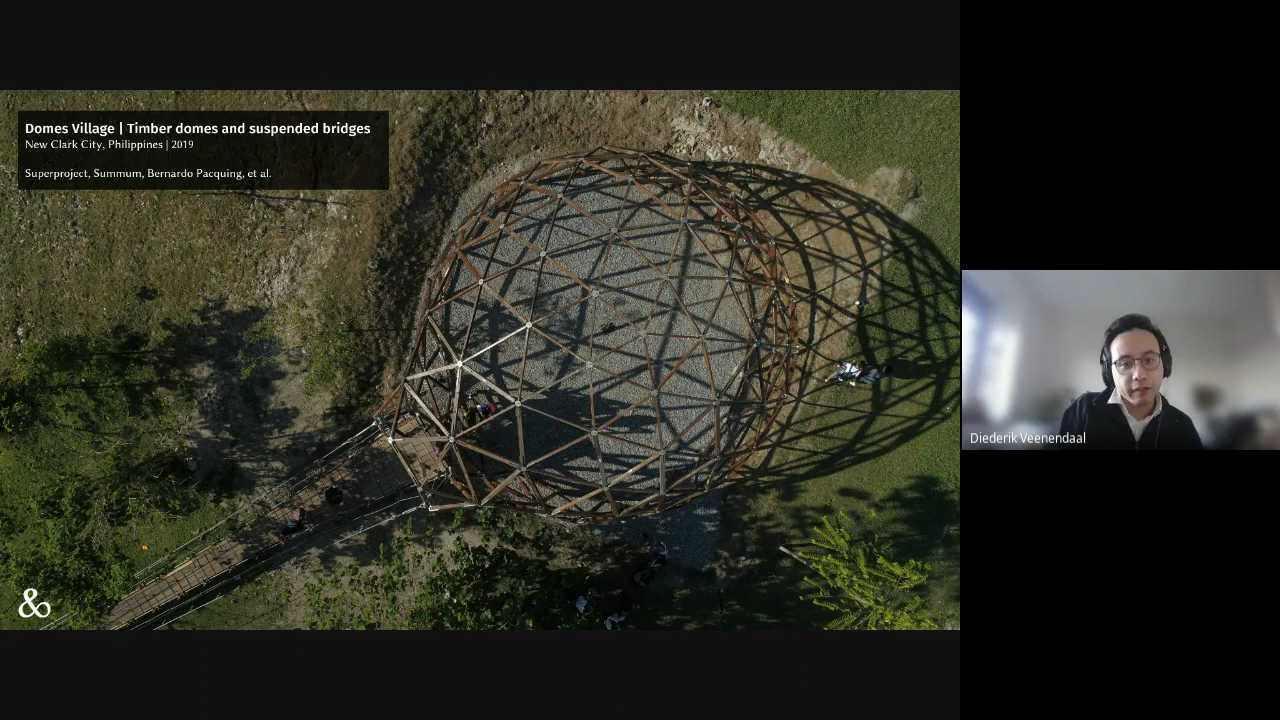 Domes Village | Timber domes and suspended bridges
New Clark City, Philippines | 2019
Superproject, Summum, Bernardo Pacquing, et al.
&
Diederik Veenendaal